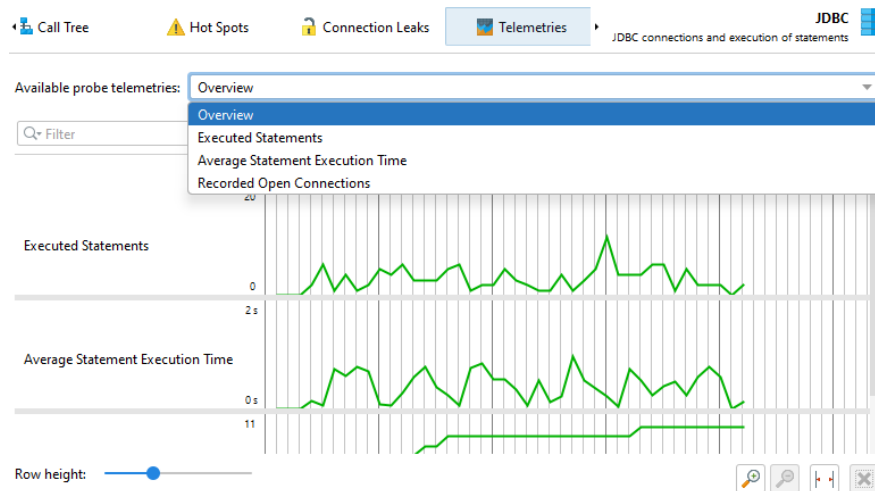 Call Tree
Hot Spots
Connection Leaks
Telemetries
JDBC
JDBC connections and execution of statements
Available probe telemetries:
Overview
Overview
Executed Statements
Average Statement Execution Time
Recorded Open Connections
Filter
20
Executed Statements
0
2 s
Average Statement Execution Time
0 s
11
Row height: